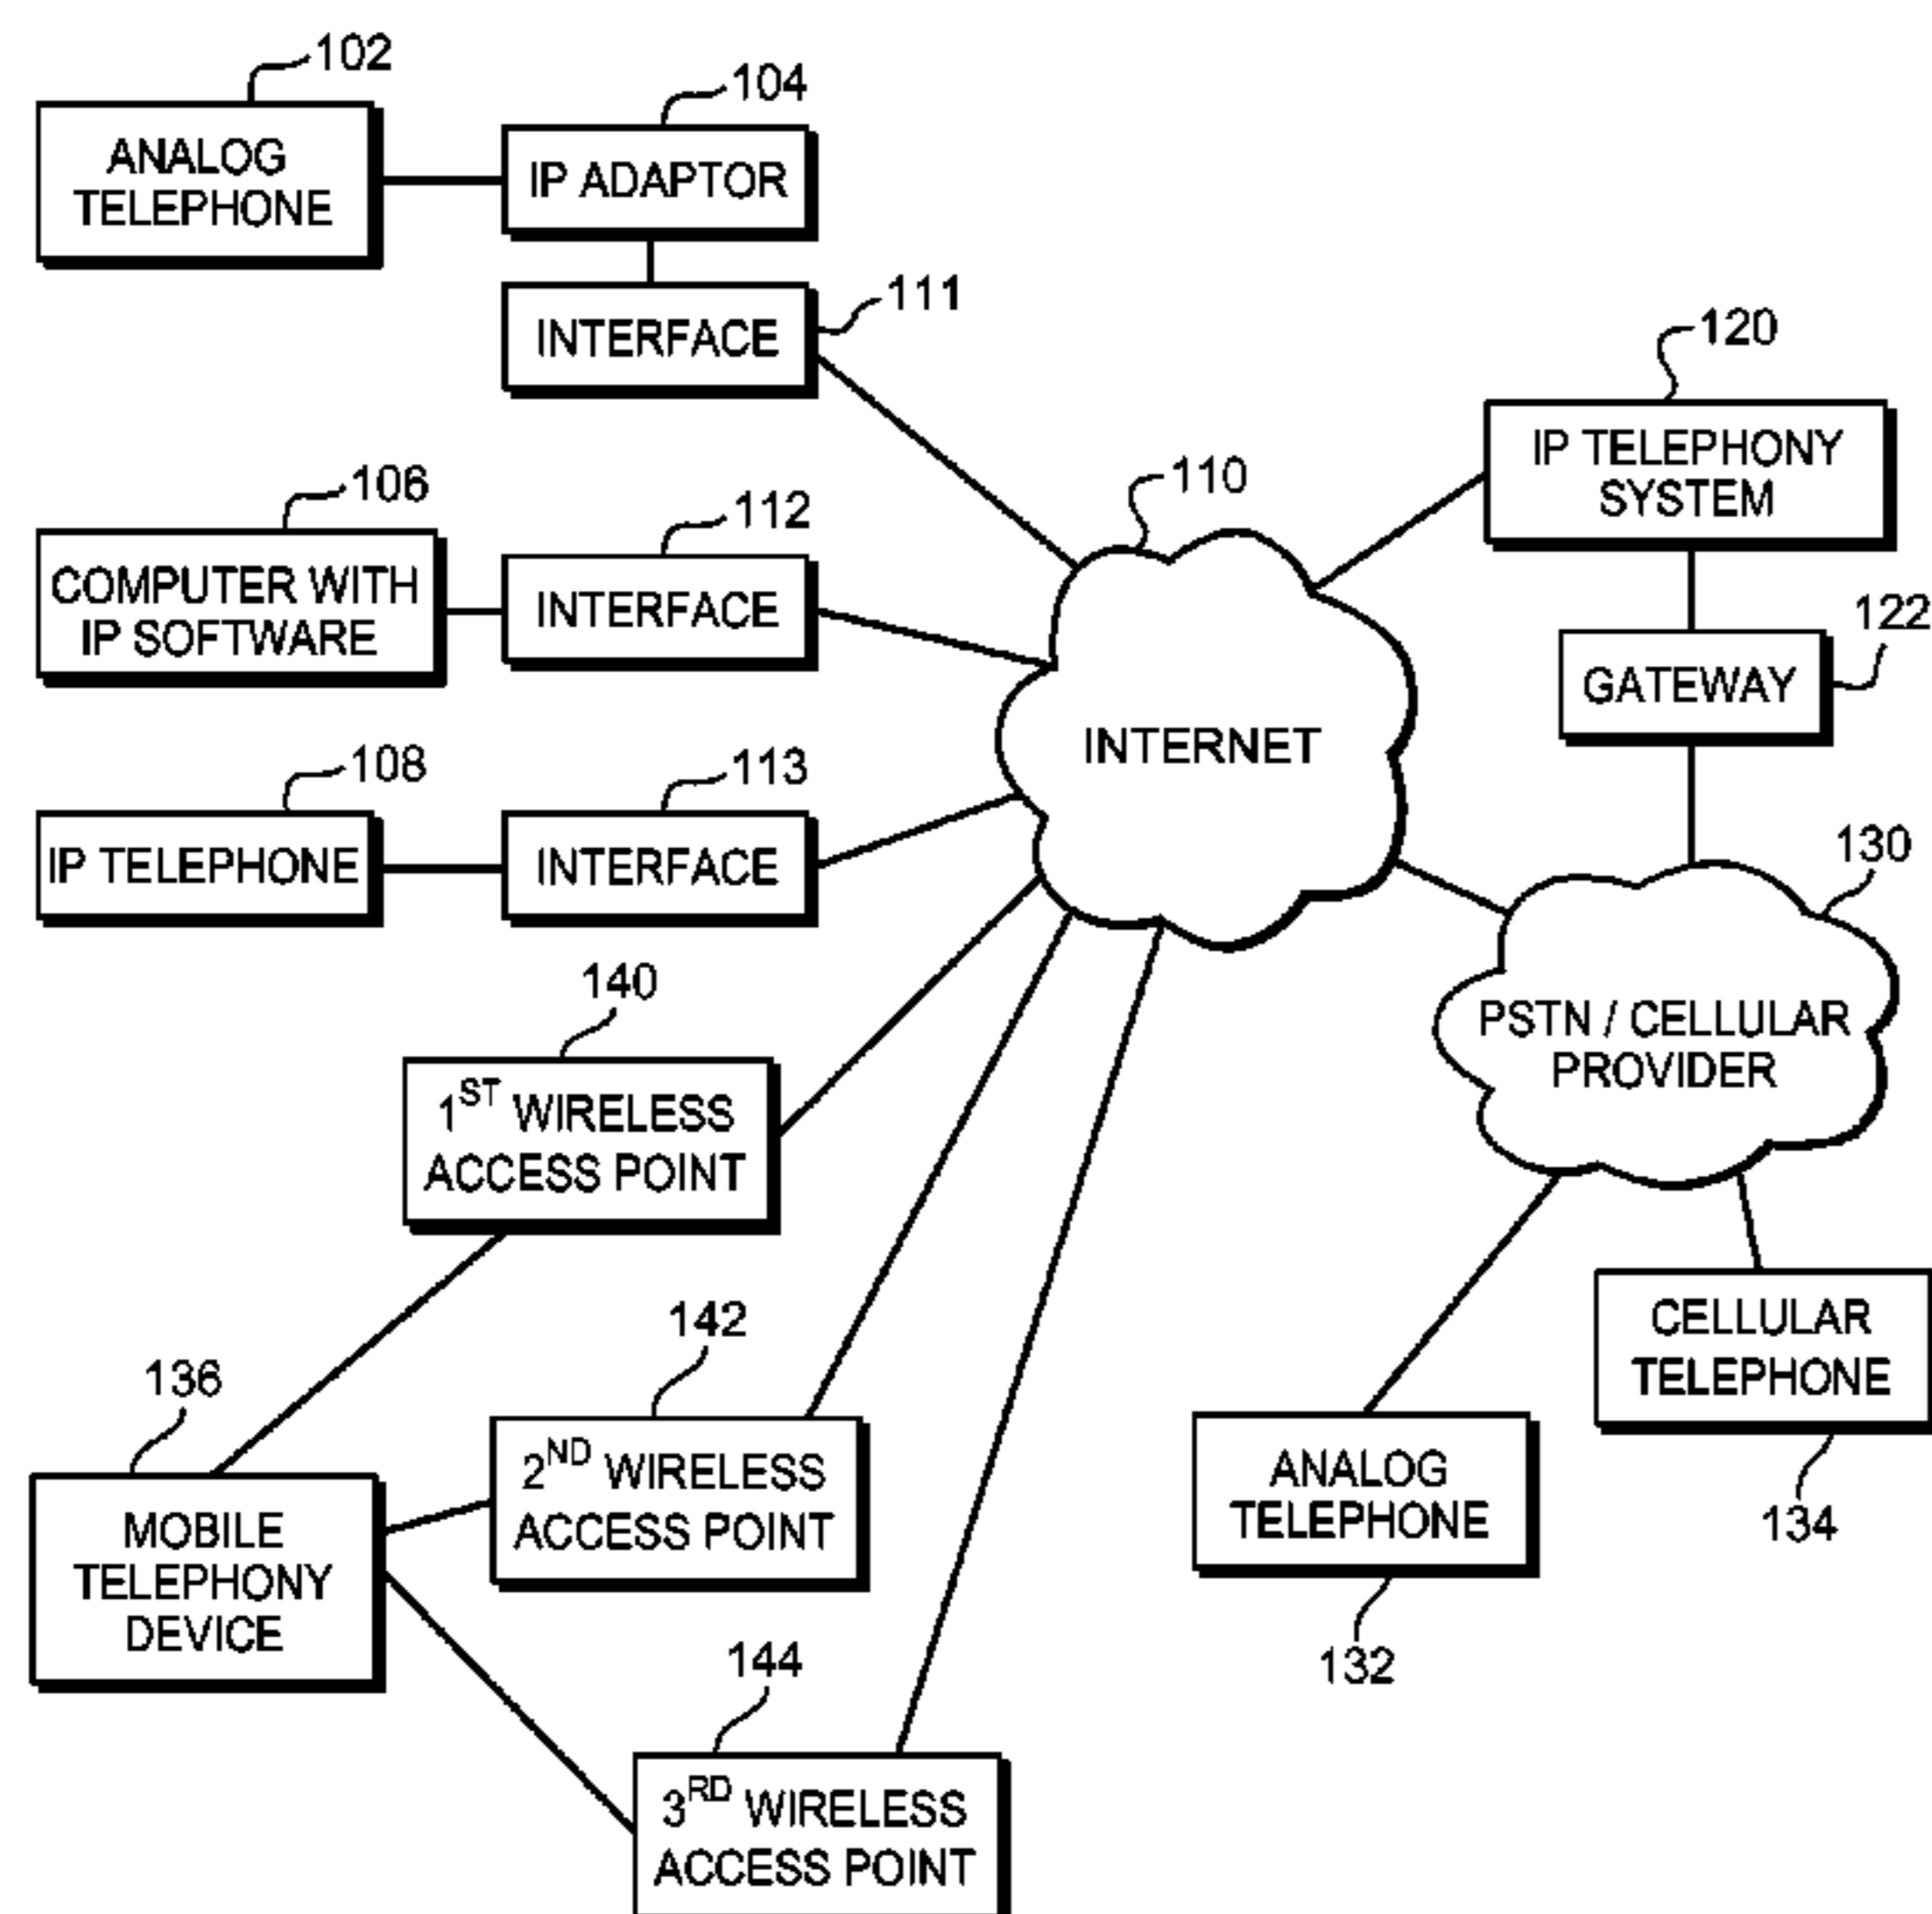 102
104
ANALOG
TELEPHONE
IP ADAPTOR
111
INTERFACE
120
IP TELEPHONY
SYSTEM
106
112
110
COMPUTER WITH
IP SOFTWARE
INTERFACE
122
GATEWAY
INTERNET
108
113
IP TELEPHONE
INTERFACE
130
PSTN / CELLULAR
PROVIDER
140
1ST WIRELESS
ACCESS POINT
142
136
2ND WIRELESS
ACCESS POINT
MOBILE
TELEPHONY
DEVICE
CELLULAR
TELEPHONE
134
ANALOG
TELEPHONE
132
144
3RD WIRELESS
ACCESS POINT